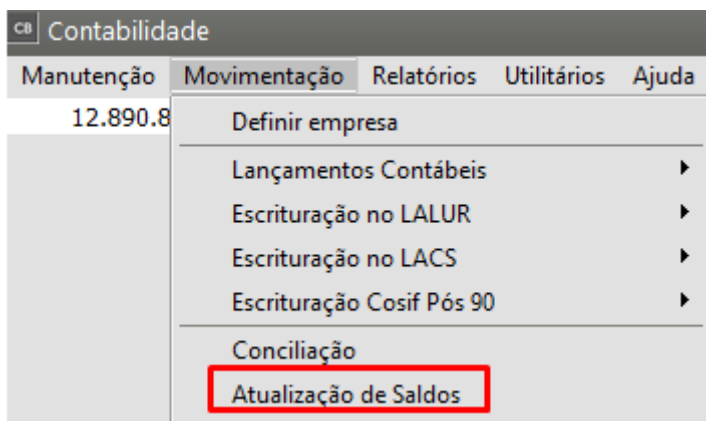 CB Contabilidade
Manutenção Movimentação Relatórios Utilitários Ajuda
12.890.8
Definir empresa
Lançamentos Contábeis
Escrituração no LALUR
Escrituração no LACS
Escrituração Cosif Pós 90
Conciliação
Atualização de Saldos